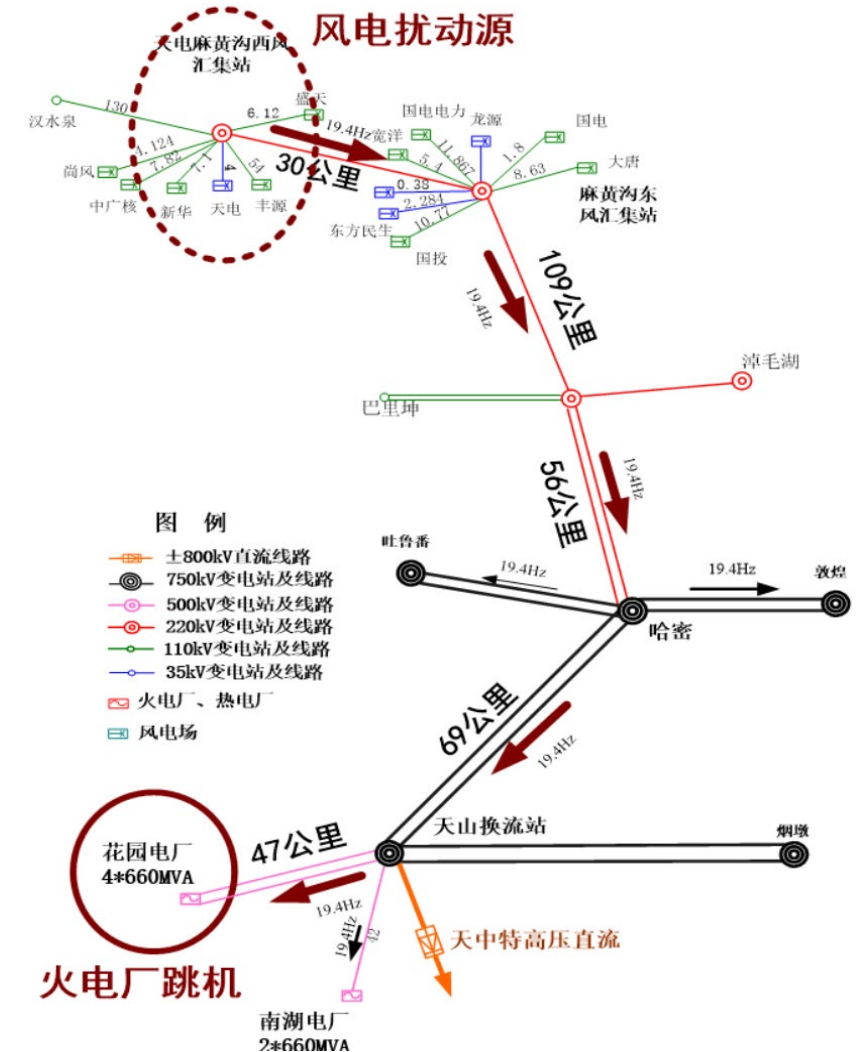 风电扰动源
天电麻黄沟西风
汇集站
盛天
汉水泉
130
6.12
4.124
7.82
7.1
4
54
尚风
中广核
新华
天电
丰源
19.4Hz
30公里
宽洋
国电电力
龙源
国电
大唐
11.867
5.4
1.8
8.63
0.38
2.284
10.77
东方民生
国投
麻黄沟东
风汇集站
19.4Hz
109公里
淖毛湖
巴里坤
56公里
19.4Hz
图 例
±800kV直流线路
750kV变电站及线路
500kV变电站及线路
220kV变电站及线路
110kV变电站及线路
35kV变电站及线路
火电厂、热电厂
风电场
吐鲁番
19.4Hz
19.4Hz
敦煌
哈密
69公里
19.4Hz
天山换流站
烟墩
花园电厂
4*660MVA
47公里
19.4Hz
19.4Hz
42
天中特高压直流
火电厂跳机
南湖电厂
2*660MVA